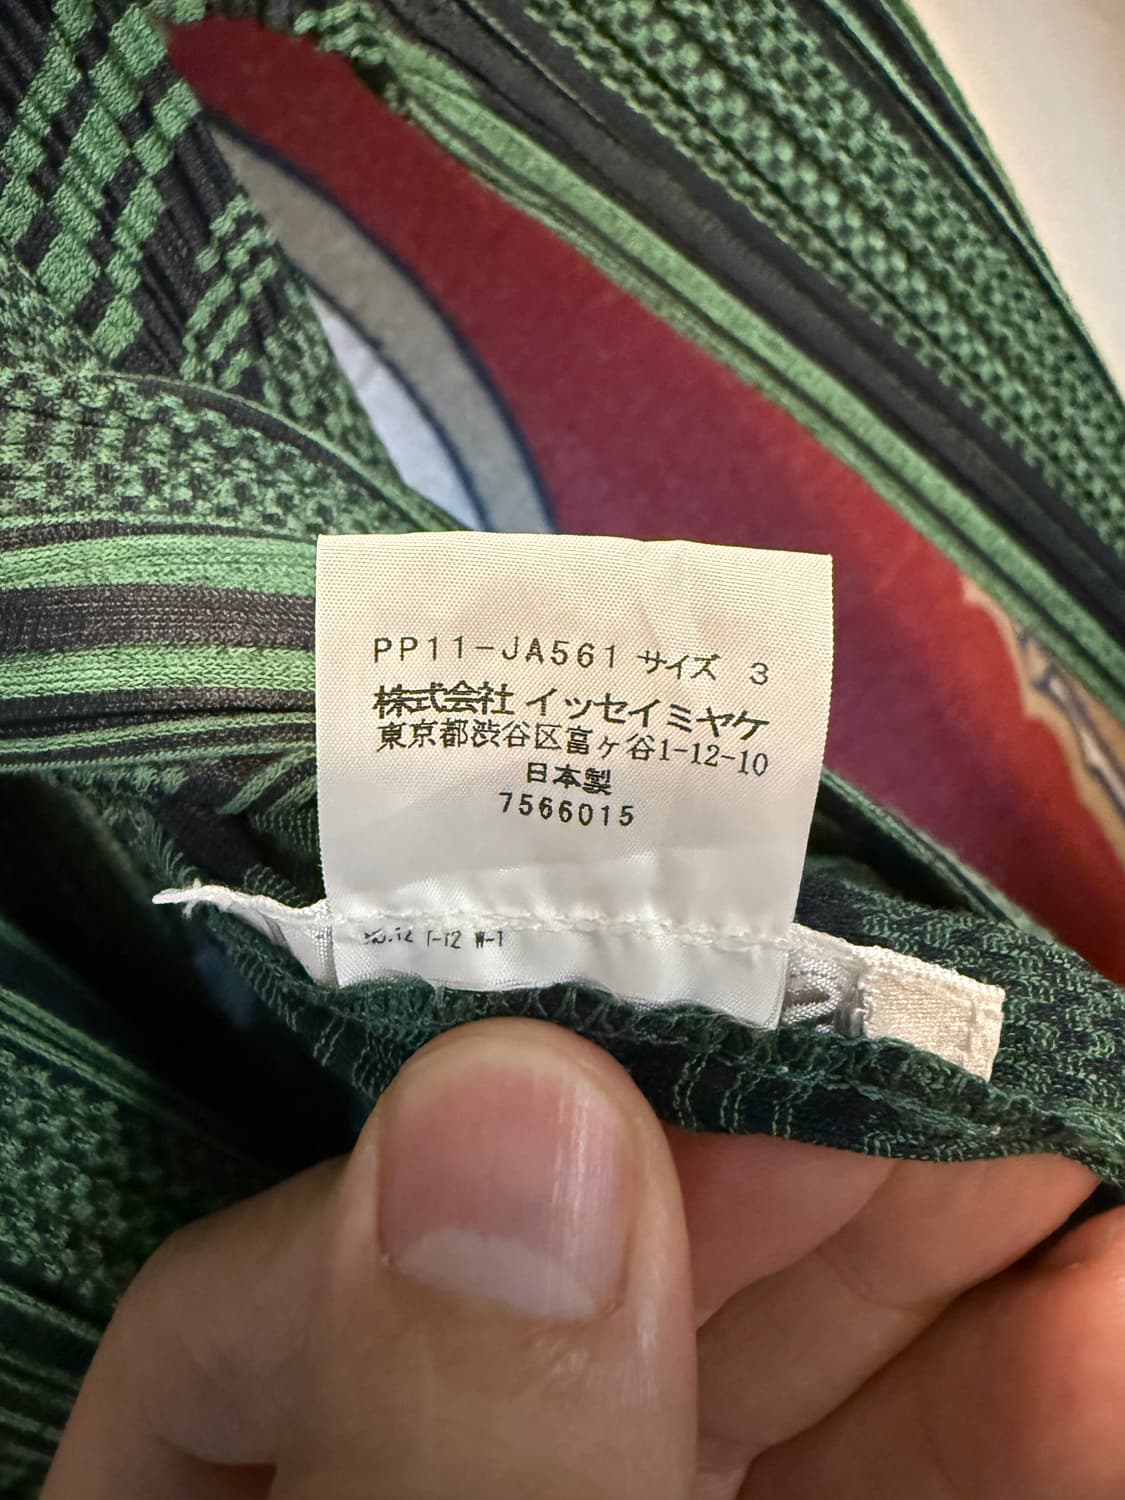 PP11-JA561 サイズ 3
株式会社 イッセイミヤケ
東京都渋谷区富ヶ谷1-12-10
日本製
7566015